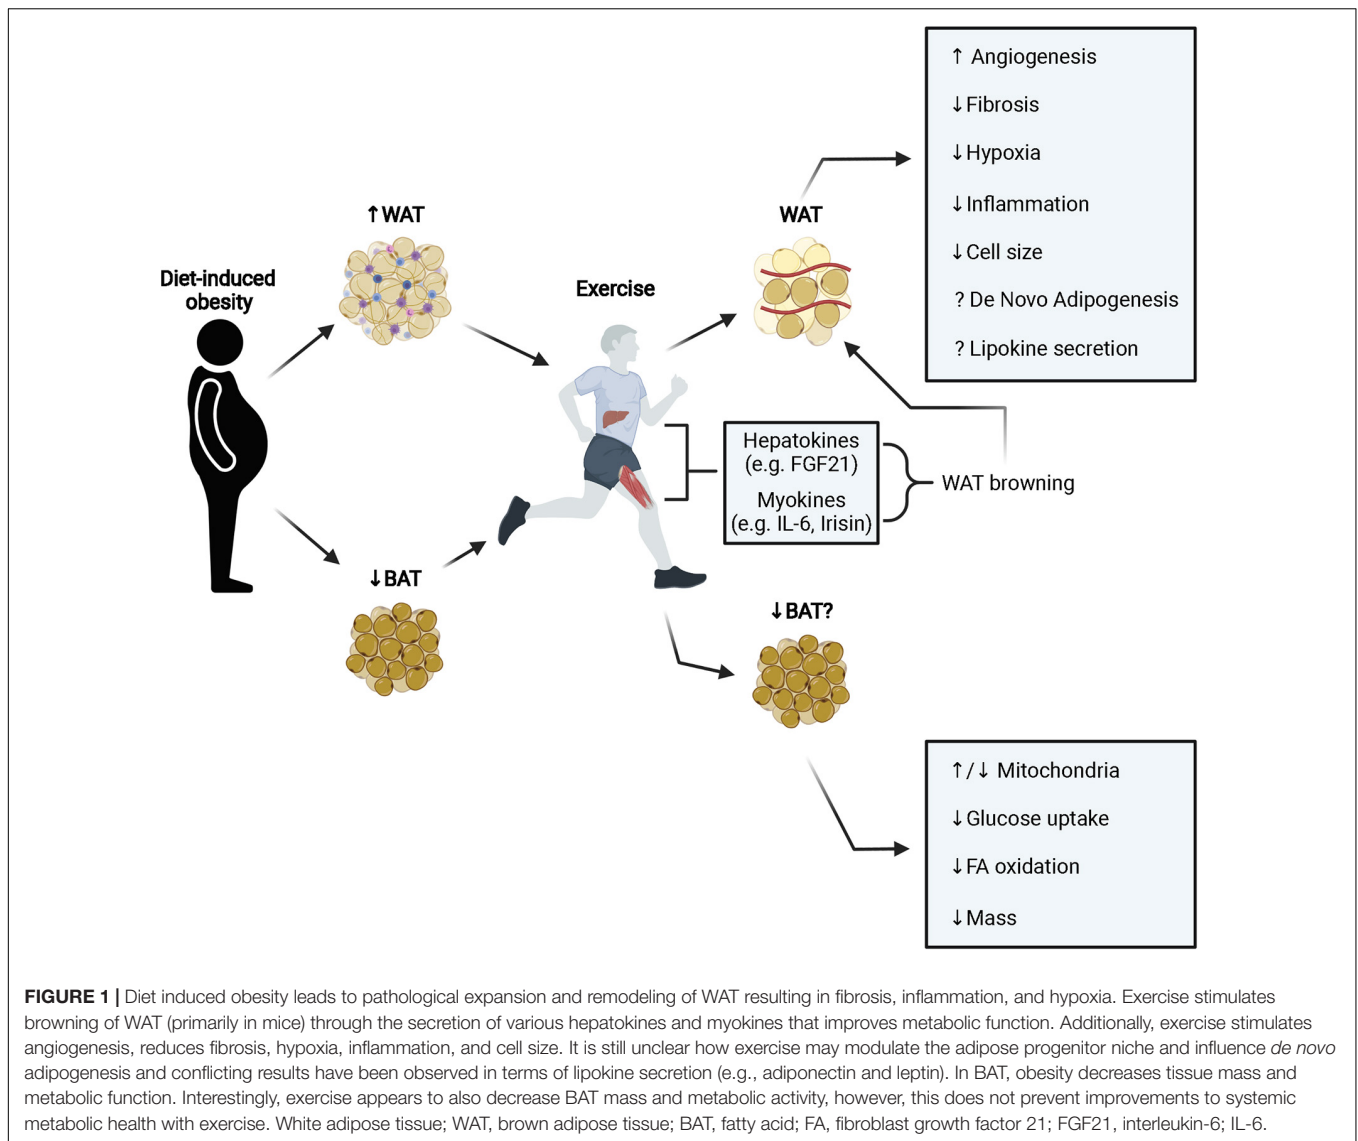 Diet-induced
obesity
↑WAT
↓BAT
Exercise
WAT
↑ Angiogenesis
↓Fibrosis
↓Hypoxia
↓Inflammation
↓Cell size
? De Novo Adipogenesis
? Lipokine secretion
Hepatokines
(e.g. FGF21)
Myokines
(e.g. IL-6, Irisin)
WAT browning
↓BAT?
↑/↓ Mitochondria
↓Glucose uptake
↓FA oxidation
↓Mass
FIGURE 1 | Diet induced obesity leads to pathological expansion and remodeling of WAT resulting in fibrosis, inflammation, and hypoxia. Exercise stimulates
browning of WAT (primarily in mice) through the secretion of various hepatokines and myokines that improves metabolic function. Additionally, exercise stimulates
angiogenesis, reduces fibrosis, hypoxia, inflammation, and cell size. It is still unclear how exercise may modulate the adipose progenitor niche and influence de novo
adipogenesis and conflicting results have been observed in terms of lipokine secretion (e.g., adiponectin and leptin). In BAT, obesity decreases tissue mass and
metabolic function. Interestingly, exercise appears to also decrease BAT mass and metabolic activity, however, this does not prevent improvements to systemic
metabolic health with exercise. White adipose tissue; WAT, brown adipose tissue; BAT, fatty acid; FA, fibroblast growth factor 21; FGF21, interleukin-6; IL-6.